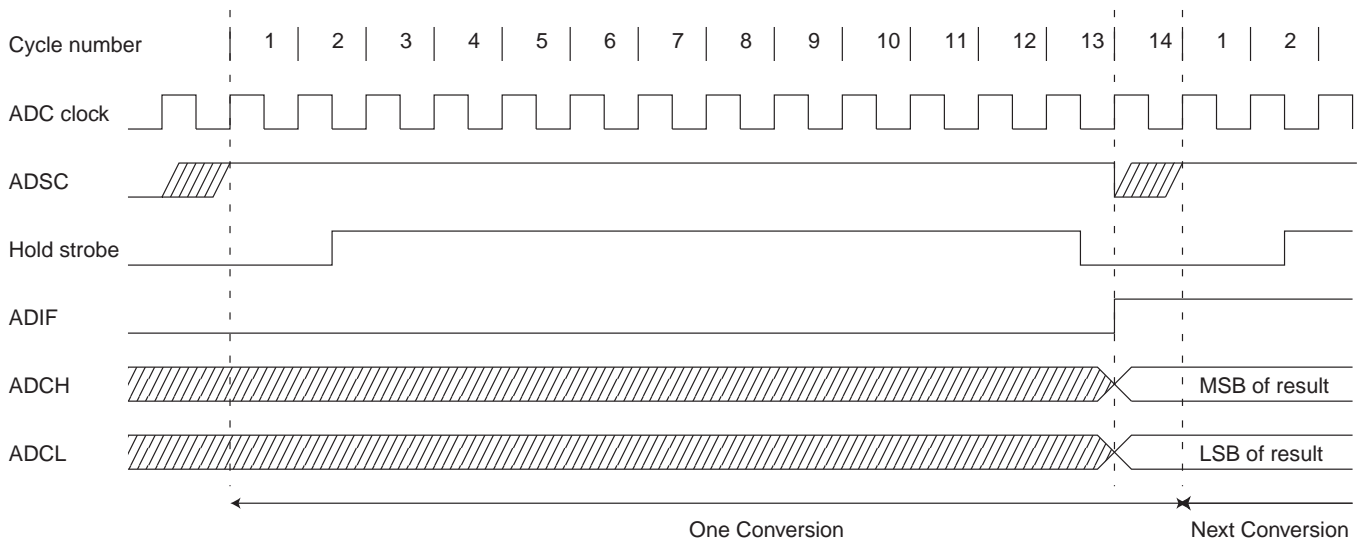 Cycle number 1 2 3 4 5 6 7 8 9 10 11 12 13 14 1 2
ADC clock
ADSC
Hold strobe
ADIF
ADCH MSB of result
ADCL LSB of result
One Conversion Next Conversion